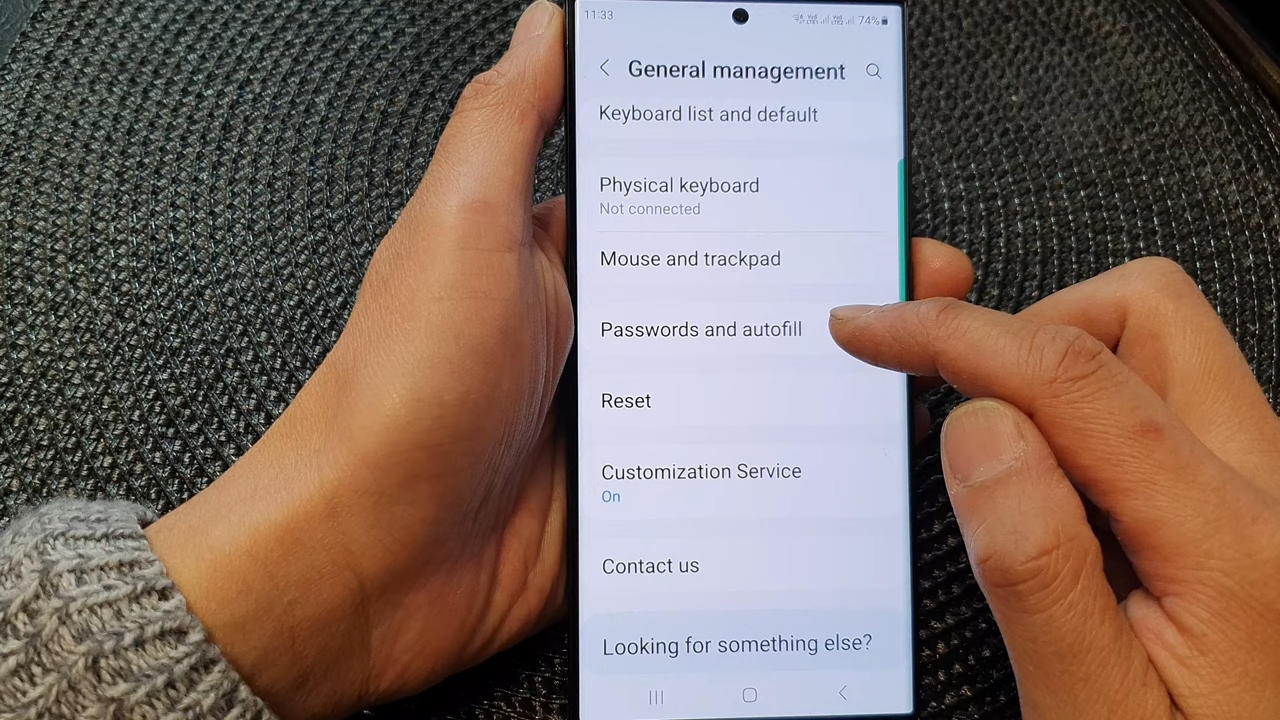 11:33
74%
General management
Keyboard list and default
Physical keyboard
Not connected
Mouse and trackpad
Passwords and autofill
Reset
Customization Service
On
Contact us
Looking for something else?